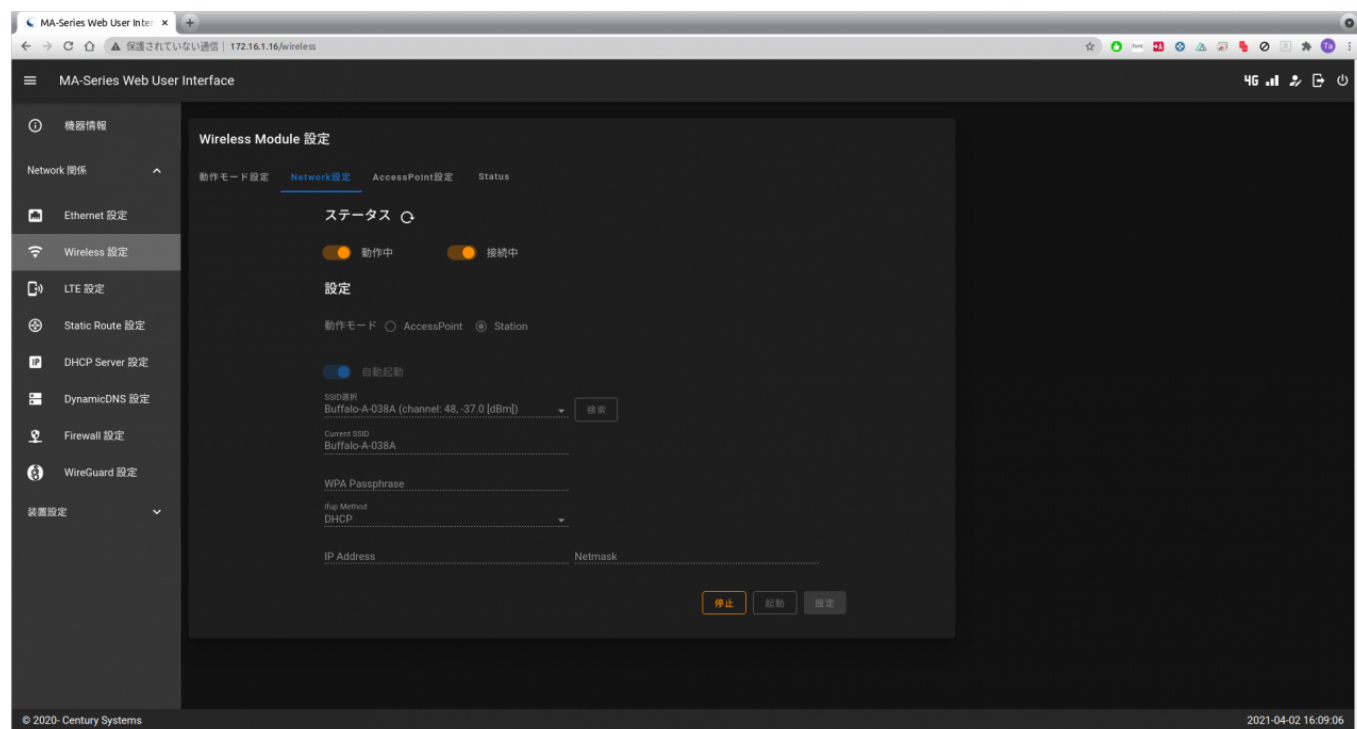 MA-Series Web User Inter
保護されていない通信 | 172.16.1.16/wireless
MA-Series Web User Interface
4G
機器情報
Network 関係
Ethernet 設定
Wireless 設定
LTE 設定
Static Route 設定
IP DHCP Server 設定
DynamicDNS 設定
Firewall 設定
WireGuard 設定
装置設定
Wireless Module 設定
動作モード設定 Network設定 AccessPoint設定 Status
ステータス
動作中 接続中
設定
動作モード AccessPoint Station
自動起動
SSID選択
Buffalo-A-038A (channel: 48, -37.0 [dBm]) 検索
Current SSID
Buffalo-A-038A
WPA Passphrase
Ifup Method
DHCP
IP Address Netmask
停止 起動 設定
© 2020- Century Systems 2021-04-02 16:09:06